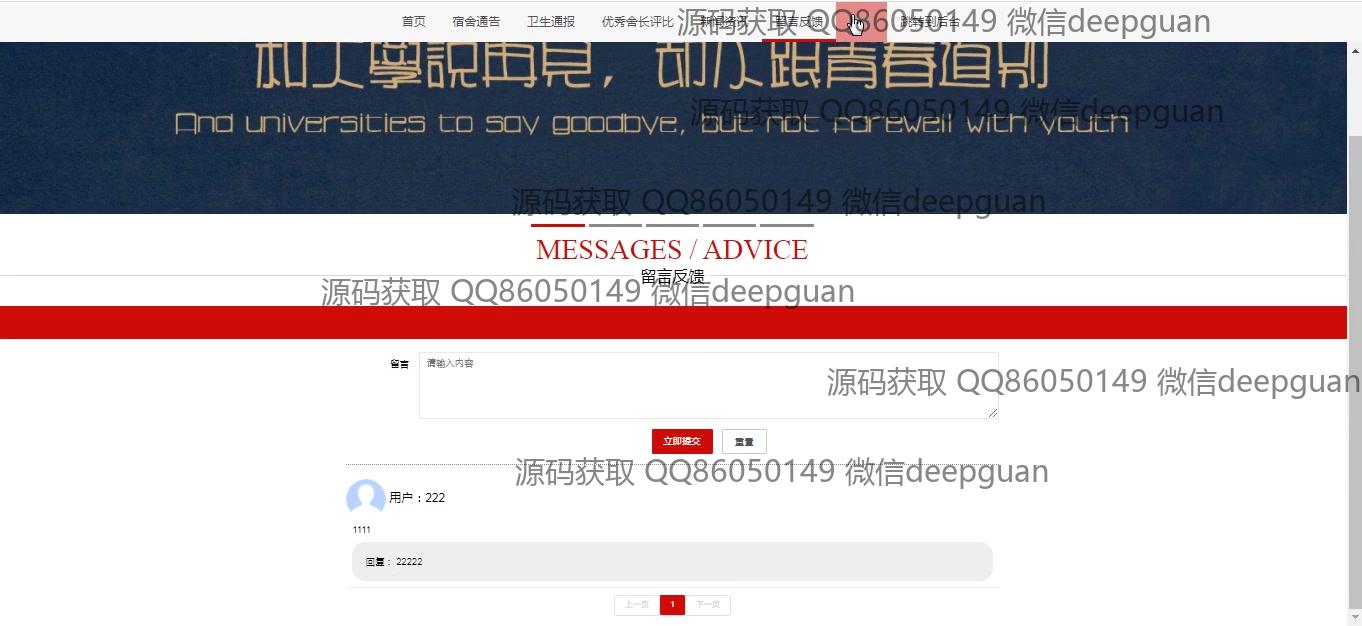 首页 宿舍通告 卫生通报 优秀舍长评比 新闻资讯 留言反馈 跳转到后台
源码获取 QQ86050149 微信deepguan
和大學説再見，却不跟青春道别
And universities to say goodbye, but not farewell with youth
源码获取 QQ86050149 微信deepguan
源码获取 QQ86050149 微信deepguan
MESSAGES / ADVICE
留言反馈
源码获取 QQ86050149 微信deepguan
留言
请输入内容
源码获取 QQ86050149 微信deepguan
立即提交 重置
源码获取 QQ86050149 微信deepguan
用户：222
1111
回复： 22222
上一页 1 下一页